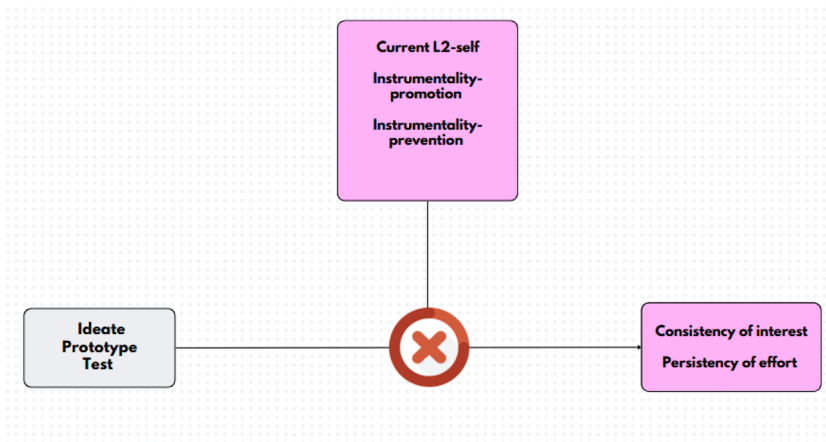 Current L2-self
Instrumentality-
promotion
Instrumentality-
prevention
Ideate
Prototype
Test
Consistency of interest
Persistency of effort